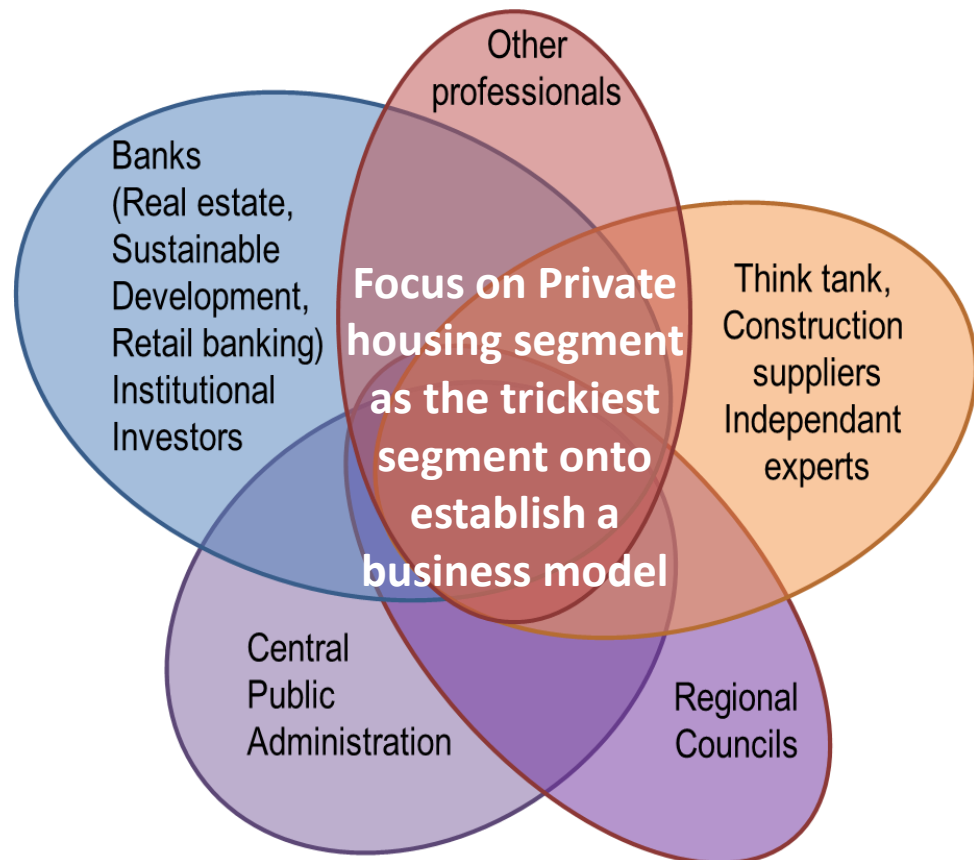 Other
professionals
Banks
(Real estate,
Sustainable
Development,
Retail banking)
Institutional
Investors
Think tank,
Construction
suppliers
Independant
experts
Focus on Private
housing segment
as the trickiest
segment onto
establish a
business model
Central
Public
Administration
Regional
Councils